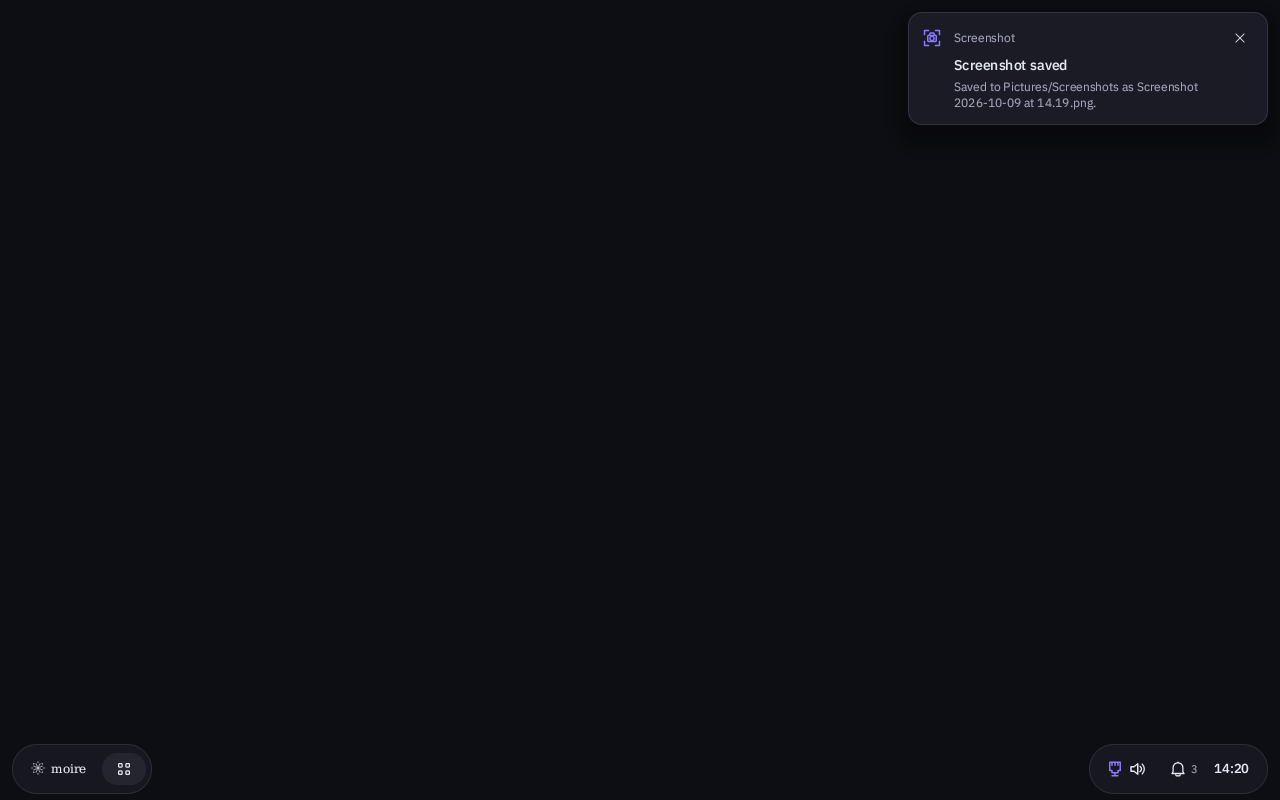 Screenshot
Screenshot saved
Saved to Pictures/Screenshots as Screenshot
2026-10-09 at 14.19.png.
moire
3
14:20